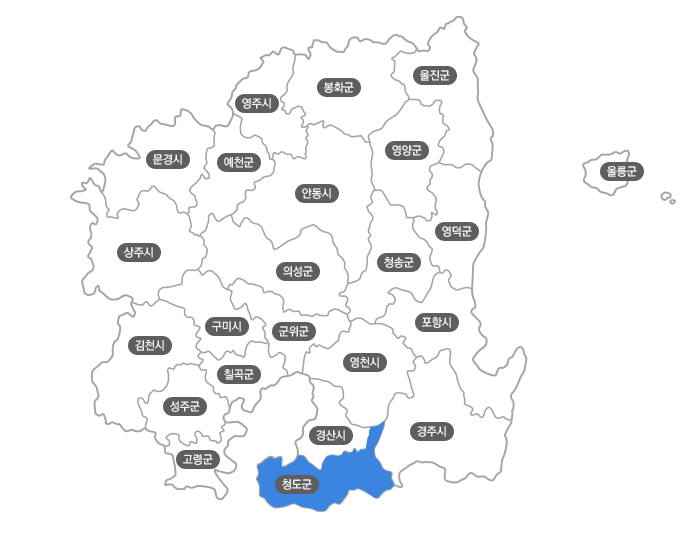 울진군
봉화군
영주시
영양군
문경시
예천군
울릉군
안동시
영덕군
상주시
청송군
의성군
포항시
구미시
군위군
김천시
영천시
칠곡군
성주군
경주시
경산시
고령군
청도군